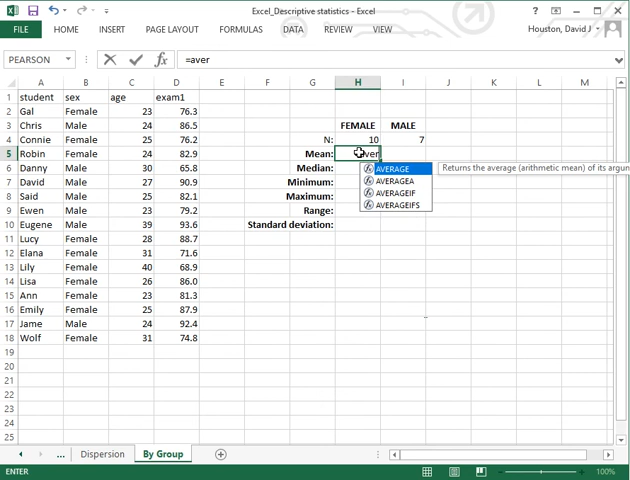 Excel_Descriptive statistics - Excel
FILE HOME INSERT PAGE LAYOUT FORMULAS DATA REVIEW VIEW Houston, David J
PEARSON =aver
A B C D E F G H I J K L M
1 student sex age exam1
2 Gal Female 23 76.3
3 Chris Male 24 86.5 FEMALE MALE
4 Connie Female 25 76.2 N: 10 7
5 Robin Female 24 82.9 Mean: aver
6 Danny Male 30 65.8 Median:
7 David Male 27 90.9 Minimum:
8 Said Male 25 82.1 Maximum:
9 Ewen Male 23 79.2 Range:
10 Eugene Male 39 93.6 Standard deviation:
11 Lucy Female 28 88.7
12 Elana Female 31 71.6
13 Lily Female 40 68.9
14 Lisa Female 26 86.0
15 Ann Female 23 81.3
16 Emily Female 25 87.9
17 Jame Male 24 92.4
18 Wolf Female 31 74.8
19
20
21
22
23
24
25
AVERAGE Returns the average (arithmetic mean) of its argun
AVERAGEA
AVERAGEIF
AVERAGEIFS
... Dispersion By Group
ENTER 100%